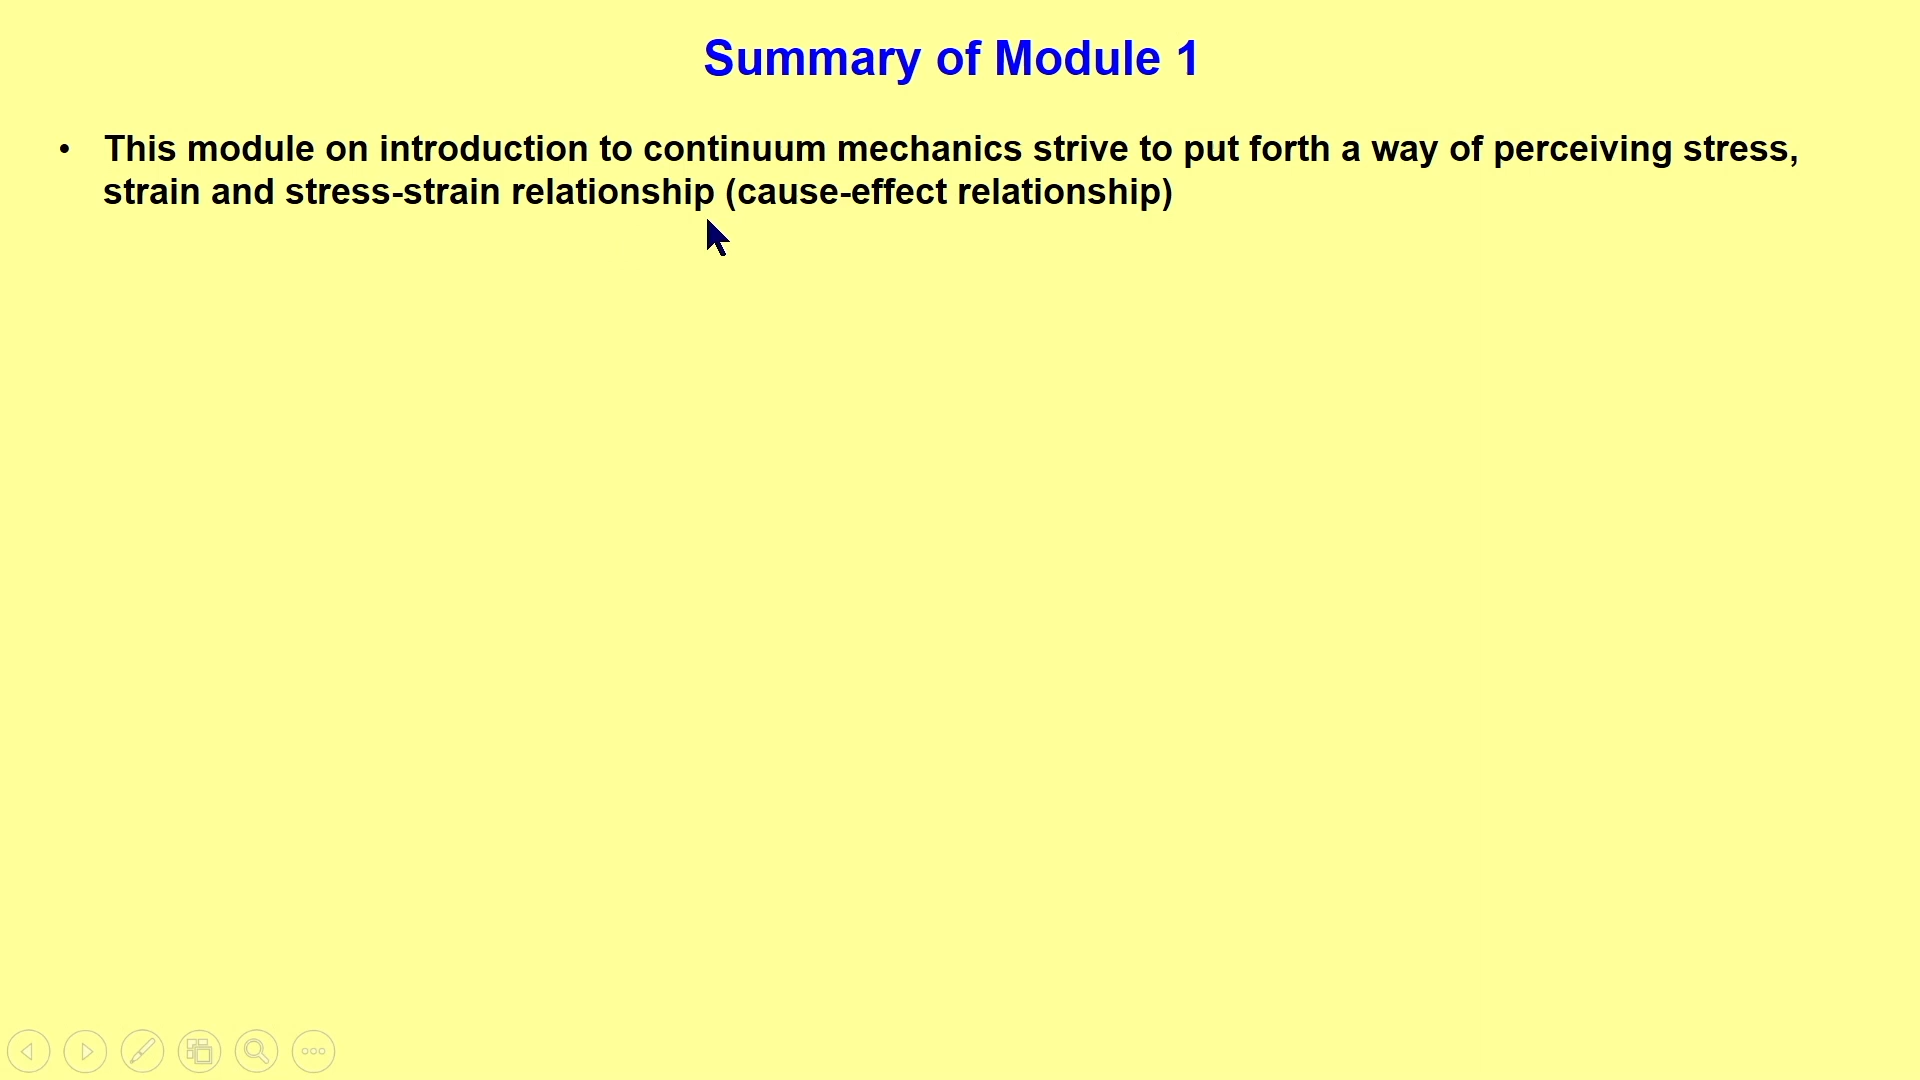 Summary of Module 1
• This module on introduction to continuum mechanics strive to put forth a way of perceiving stress,
strain and stress-strain relationship (cause-effect relationship)